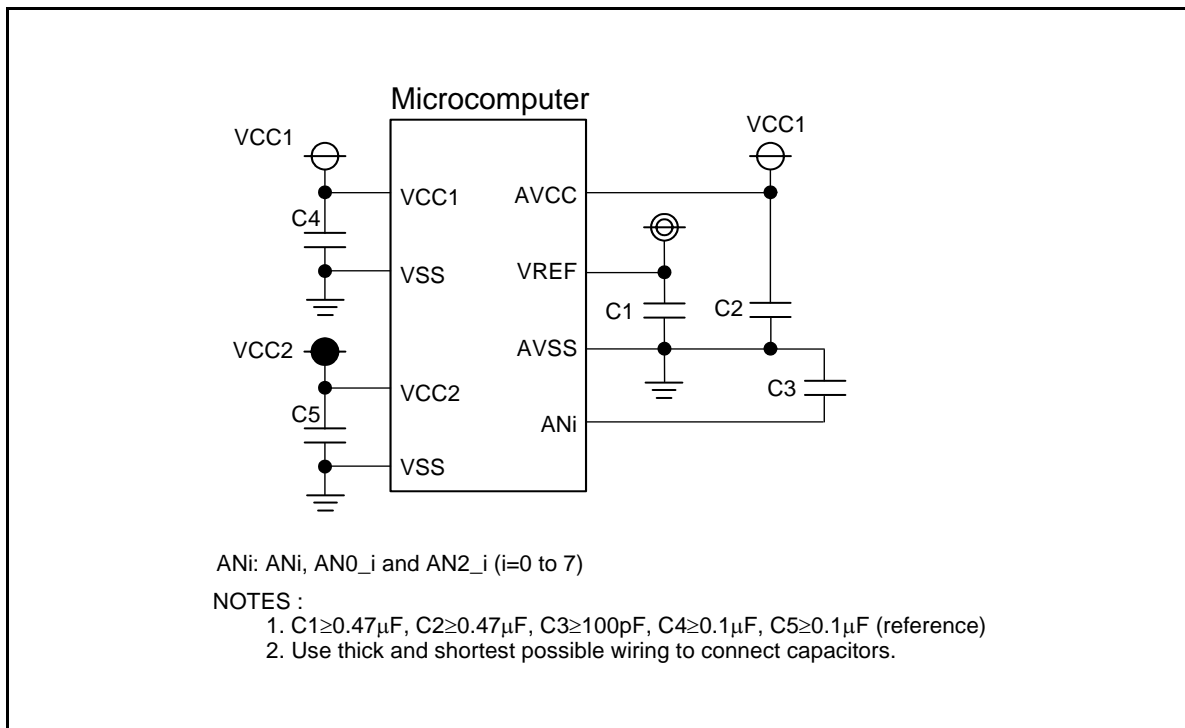 Microcomputer
VCC1
VCC1
C4
VCC1
AVCC
VSS
VREF
C1
C2
VCC2
AVSS
VCC2
C3
C5
ANi
VSS
ANi: ANi, AN0_i and AN2_i (i=0 to 7)
NOTES :
1. C1≥0.47μF, C2≥0.47μF, C3≥100pF, C4≥0.1μF, C5≥0.1μF (reference)
2. Use thick and shortest possible wiring to connect capacitors.